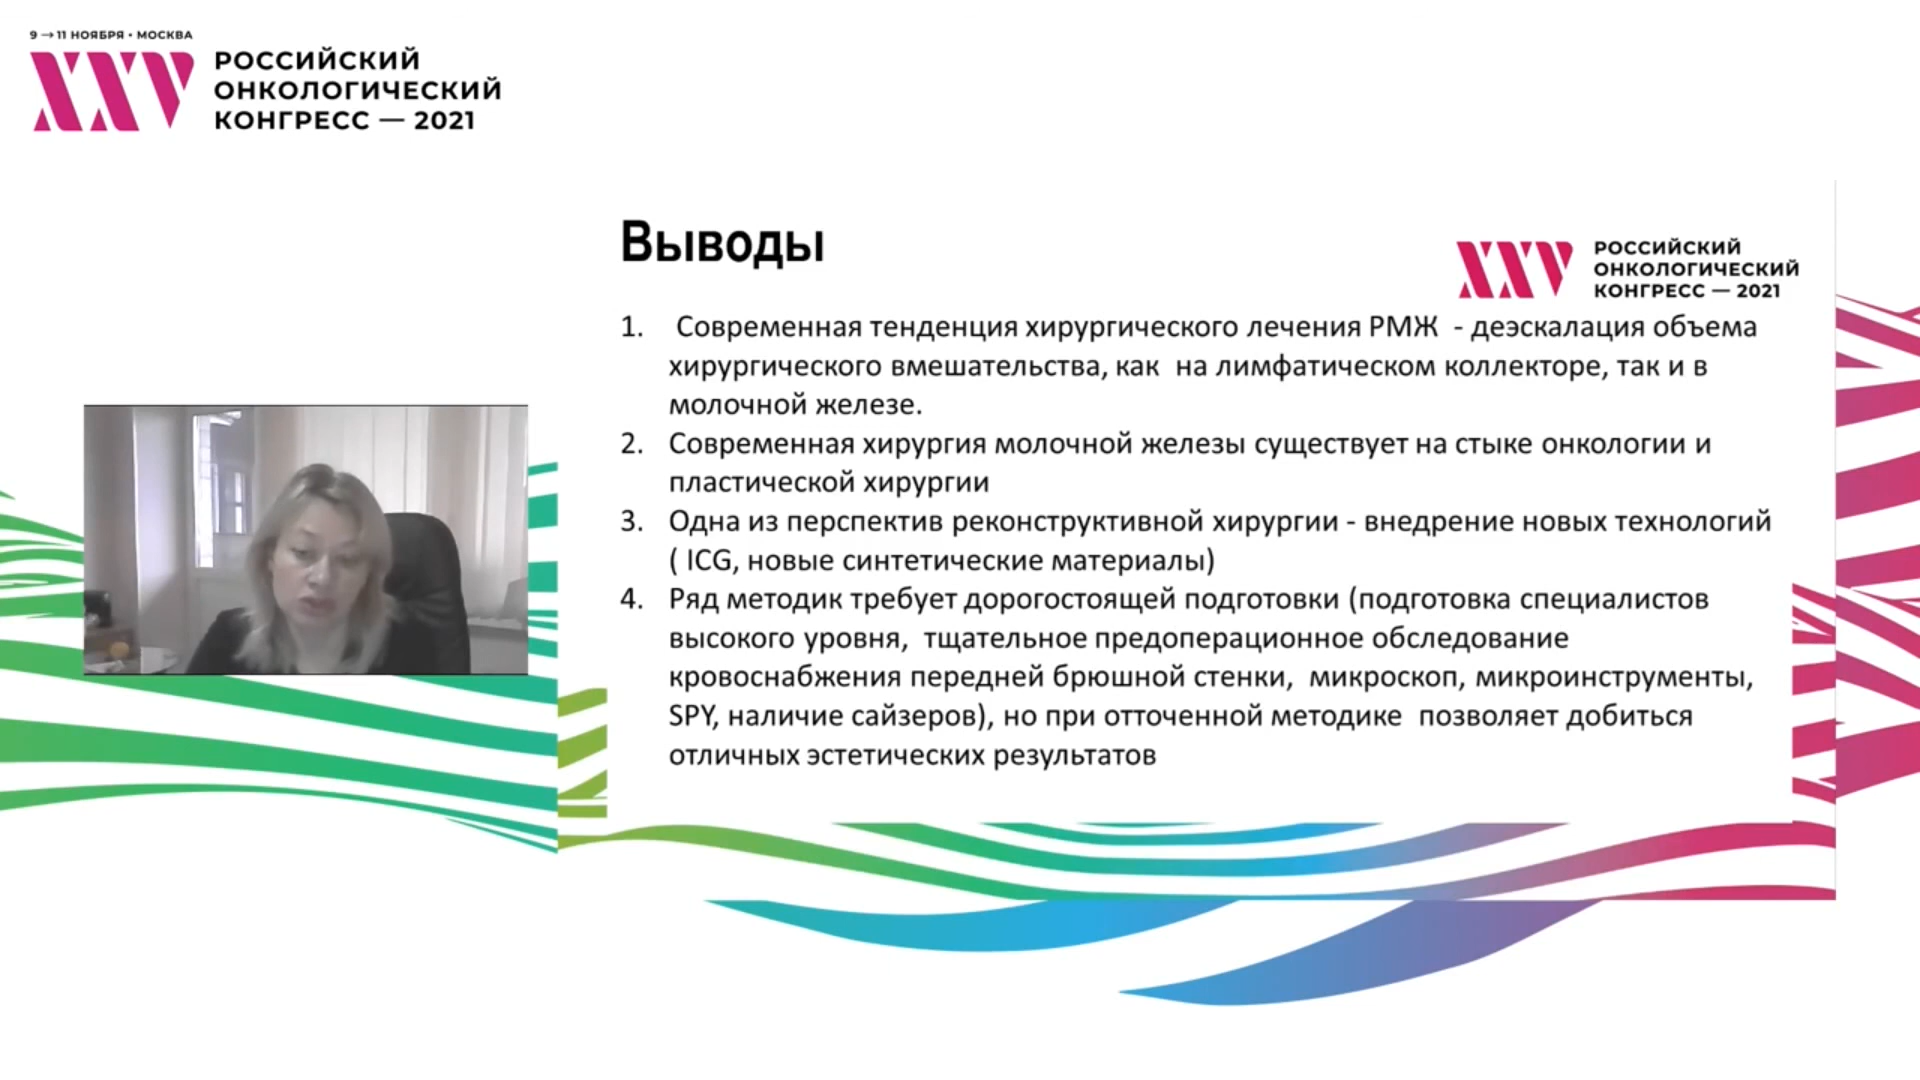 9 → 11 НОЯБРЯ • МОСКВА
XXV
РОССИЙСКИЙ
ОНКОЛОГИЧЕСКИЙ
КОНГРЕСС — 2021
Выводы
XXV
РОССИЙСКИЙ
ОНКОЛОГИЧЕСКИЙ
КОНГРЕСС — 2021
1. Современная тенденция хирургического лечения РМЖ - деэскалация объема
хирургического вмешательства, как на лимфатическом коллекторе, так и в
молочной железе.
2. Современная хирургия молочной железы существует на стыке онкологии и
пластической хирургии
3. Одна из перспектив реконструктивной хирургии - внедрение новых технологий
( ICG, новые синтетические материалы)
4. Ряд методик требует дорогостоящей подготовки (подготовка специалистов
высокого уровня, тщательное предоперационное обследование
кровоснабжения передней брюшной стенки, микроскоп, микроинструменты,
SPY, наличие сайзеров), но при отточенной методике позволяет добиться
отличных эстетических результатов